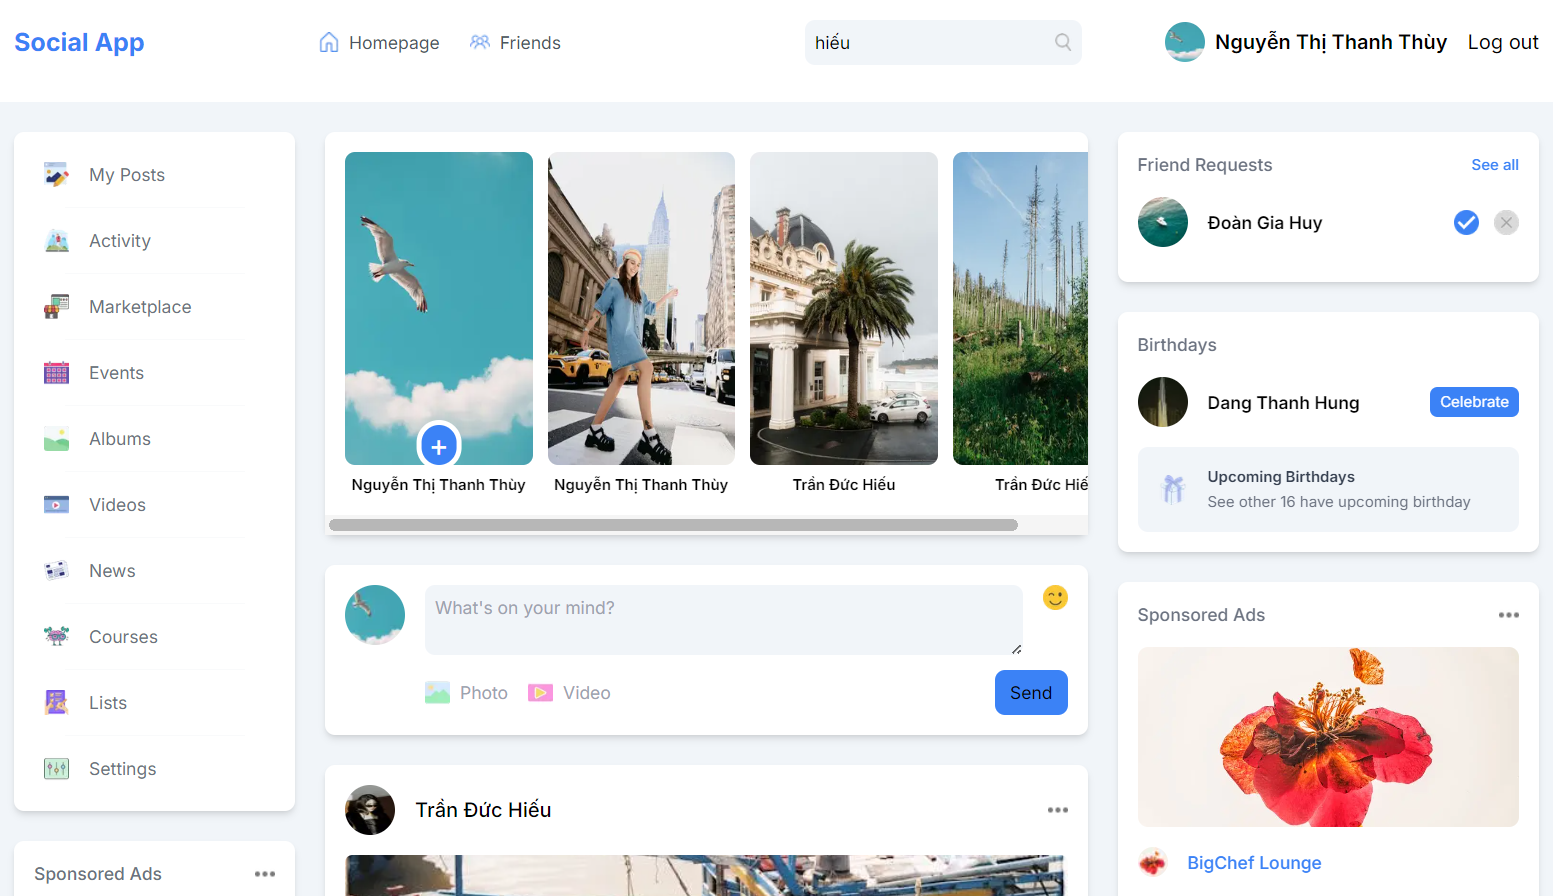 Social App
Homepage
Friends
hiếu
Nguyễn Thị Thanh Thùy
Log out
My Posts
Activity
Marketplace
Events
Albums
Videos
News
Courses
Lists
Settings
Sponsored Ads
Nguyễn Thị Thanh Thùy
Nguyễn Thị Thanh Thùy
Trần Đức Hiếu
Trần Đức Hiế
What's on your mind?
Photo
Video
Send
Trần Đức Hiếu
Friend Requests
See all
Đoàn Gia Huy
Birthdays
Dang Thanh Hung
Celebrate
Upcoming Birthdays
See other 16 have upcoming birthday
Sponsored Ads
BigChef Lounge